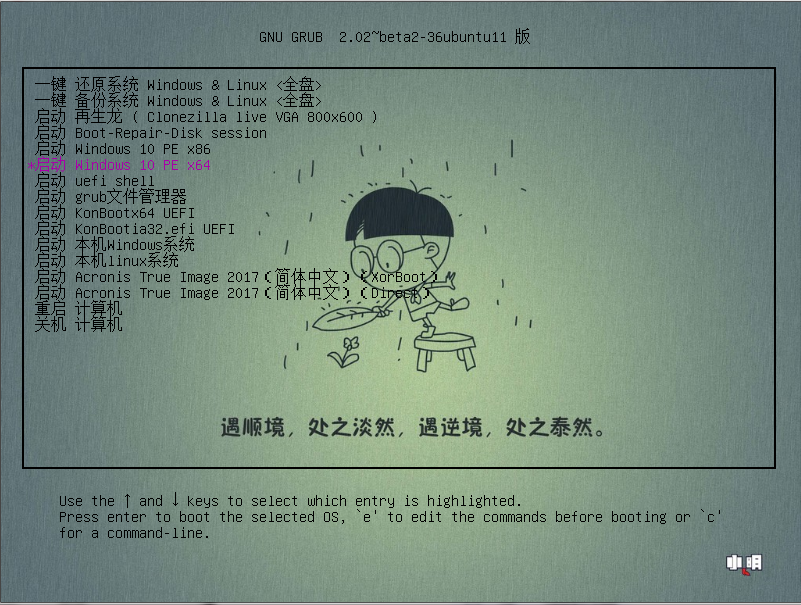 GNU GRUB 2.02~beta2-36ubuntu11 版
一键 还原系统 Windows & Linux <全盘>
一键 备份系统 Windows & Linux <全盘>
启动 再生龙 ( Clonezilla live VGA 800x600 )
启动 Boot-Repair-Disk session
启动 Windows 10 PE x86
*启动 Windows 10 PE x64
启动 uefi shell
启动 grub文件管理器
启动 KonBootx64 UEFI
启动 KonBootia32.efi UEFI
启动 本机Windows系统
启动 本机linux系统
启动 Acronis True Image 2017（简体中文）（XorBoot）
启动 Acronis True Image 2017（简体中文）（Direct）
重启 计算机
关机 计算机
遇顺境，处之淡然，遇逆境，处之泰然。
Use the ↑ and ↓ keys to select which entry is highlighted.
Press enter to boot the selected OS, `e' to edit the commands before booting or `c'
for a command-line.
小明